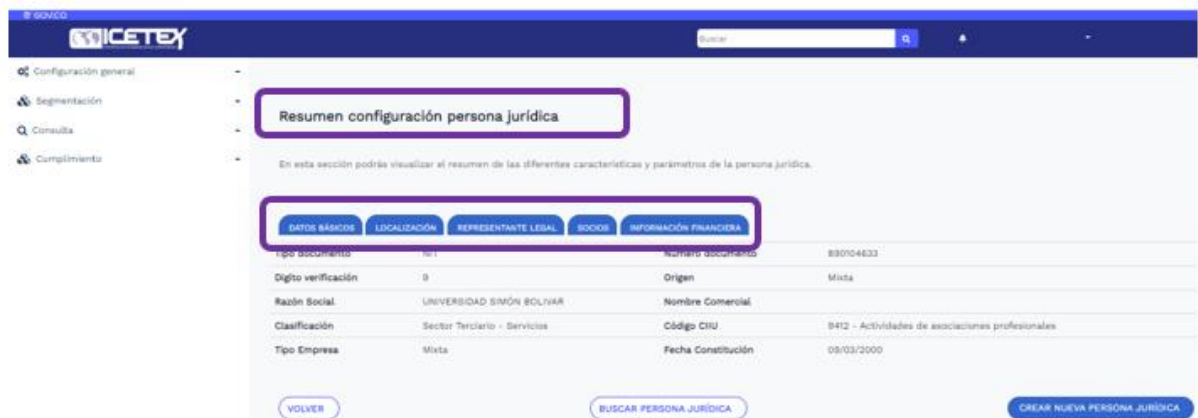 GOV.CO
ICETEX
Buscar
Configuración general
Segmentación
Consulta
Cumplimiento
Resumen configuración persona jurídica
En esta sección podrás visualizar el resumen de las diferentes características y parámetros de la persona jurídica.
DATOS BÁSICOS LOCALIZACIÓN REPRESENTANTE LEGAL SOCIOS INFORMACIÓN FINANCIERA
Tipo documento NIT Número documento 890104633
Dígito verificación 9 Origen Mixta
Razón Social UNIVERSIDAD SIMÓN BOLIVAR Nombre Comercial
Clasificación Sector Terciario - Servicios Código CIIU 9412 - Actividades de asociaciones profesionales
Tipo Empresa Mixta Fecha Constitución 09/03/2000
VOLVER BUSCAR PERSONA JURÍDICA CREAR NUEVA PERSONA JURÍDICA